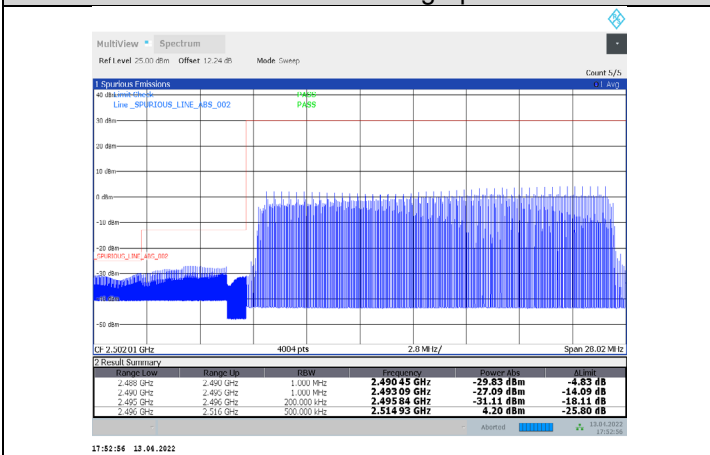 MultiView Spectrum
Ref Level 25.00 dBm Offset 12.24 dB Mode Sweep
Count 5/5
1 Spurious Emissions 1 Avg
40 dBm Limit Check PASS
Line _SPURIOUS_LINE_ABS_002 PASS
30 dBm
20 dBm
10 dBm
0 dBm
-10 dBm
-20 dBm
_SPURIOUS_LINE_ABS_002
-30 dBm
-40 dBm
-50 dBm
CF 2.50201 GHz 4004 pts 2.8 MHz/ Span 28.02 MHz
2 Result Summary
Range Low Range Up RBW Frequency Power Abs ΔLimit
2.488 GHz 2.490 GHz 1.000 MHz 2.490 45 GHz -29.83 dBm -4.83 dB
2.490 GHz 2.495 GHz 1.000 MHz 2.493 09 GHz -27.09 dBm -14.09 dB
2.495 GHz 2.496 GHz 200.000 kHz 2.495 84 GHz -31.11 dBm -18.11 dB
2.496 GHz 2.516 GHz 500.000 kHz 2.514 93 GHz 4.20 dBm -25.80 dB
Aborted 13.04.2022
17:52:56
17:52:56 13.04.2022